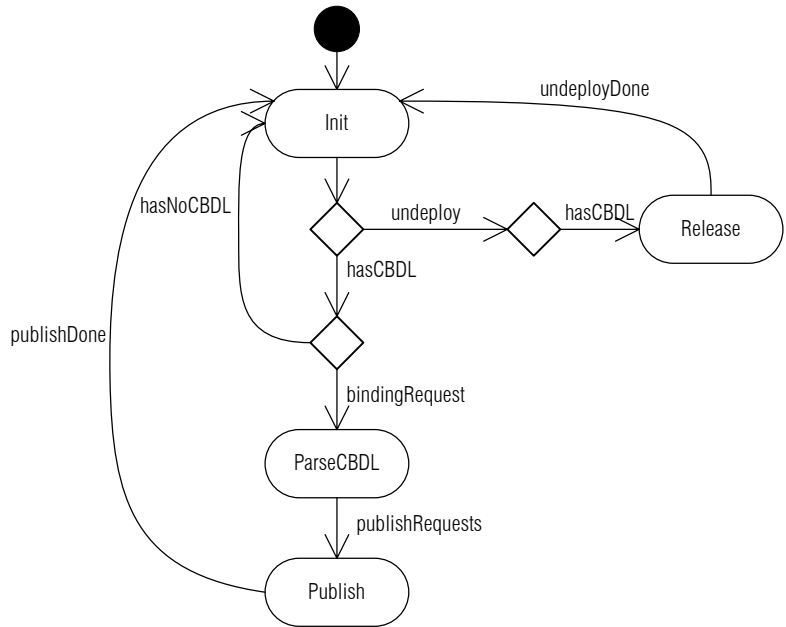 undeployDone
Init
hasNoCBDL
undeploy
hasCBDL
Release
hasCBDL
publishDone
bindingRequest
ParseCBDL
publishRequests
Publish